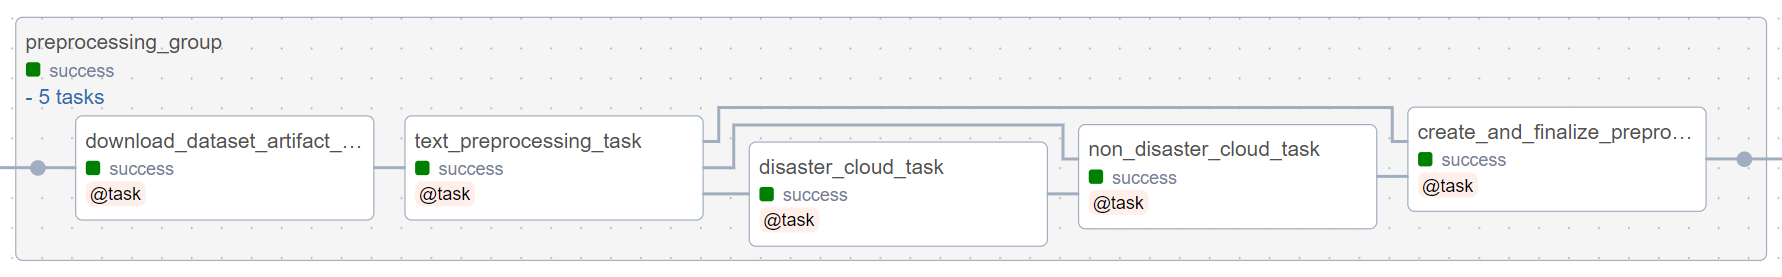 preprocessing_group
success
- 5 tasks
download_dataset_artifact_...
success
@task
text_preprocessing_task
success
@task
disaster_cloud_task
success
@task
non_disaster_cloud_task
success
@task
create_and_finalize_prepro...
success
@task